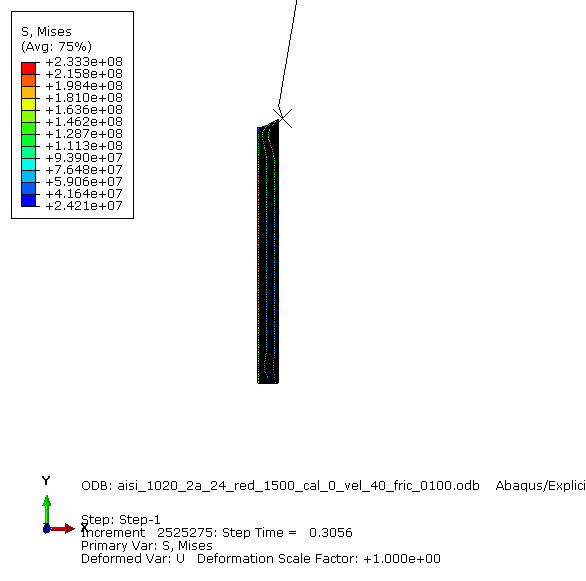 S, Mises
(Avg: 75%)
+2.333e+08
+2.158e+08
+1.984e+08
+1.810e+08
+1.636e+08
+1.462e+08
+1.287e+08
+1.113e+08
+9.390e+07
+7.648e+07
+5.906e+07
+4.164e+07
+2.421e+07
Y
X
ODB: aisi_1020_2a_24_red_1500_cal_0_vel_40_fric_0100.odb Abaqus/Explici
Step: Step-1
Increment 2525275: Step Time = 0.3056
Primary Var: S, Mises
Deformed Var: U Deformation Scale Factor: +1.000e+00